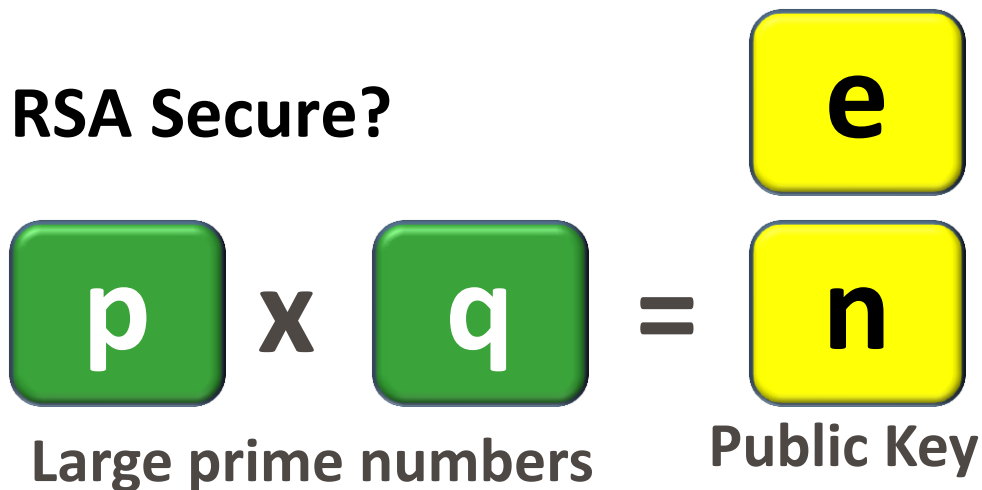 e
RSA Secure?
p x q = n
Large prime numbers
Public Key